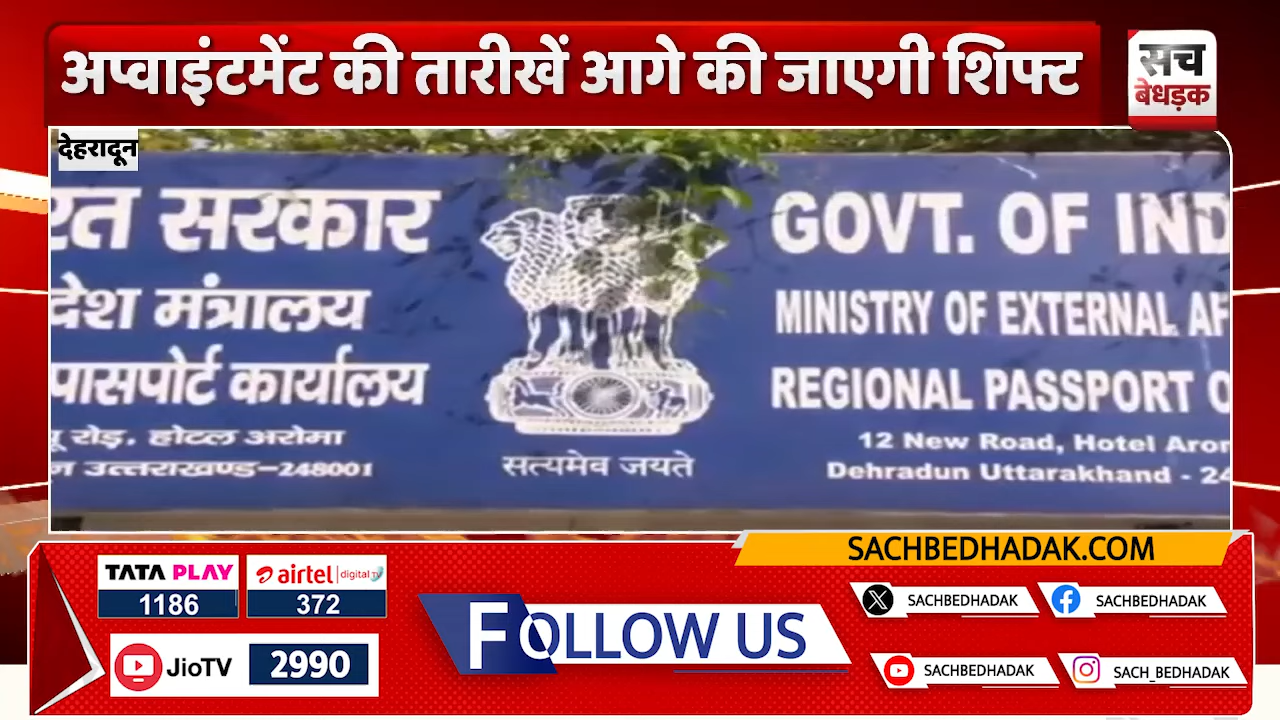 अप्वाइंटमेंट की तारीखें आगे की जाएगी शिफ्ट
सच
बेधड़क
देहरादून
रत सरकार
देश मंत्रालय
पासपोर्ट कार्यालय
रोड़, होटल अरोमा
उत्तराखण्ड-248001
सत्यमेव जयते
GOVT. OF IND
MINISTRY OF EXTERNAL AF
REGIONAL PASSPORT O
12 New Road, Hotel Aror
Dehradun Uttarakhand - 24
SACHBEDHADAK.COM
TATA PLAY
1186
airtel digital TV
372
JioTV
2990
FOLLOW US
SACHBEDHADAK
SACHBEDHADAK
SACHBEDHADAK
SACH_BEDHADAK